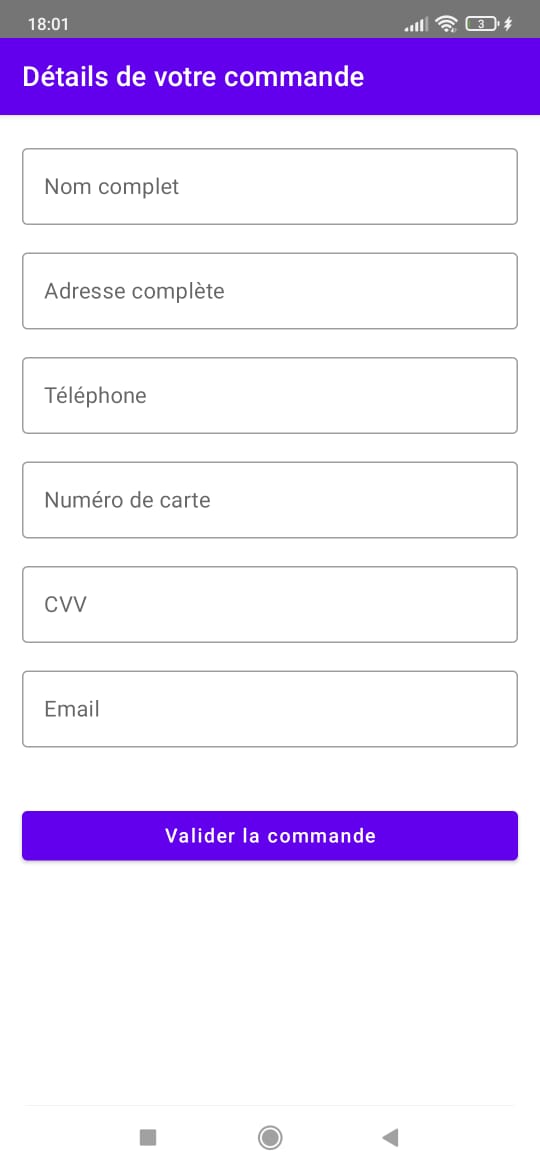 18:01
3
Détails de votre commande
Nom complet
Adresse complète
Téléphone
Numéro de carte
CVV
Email
Valider la commande